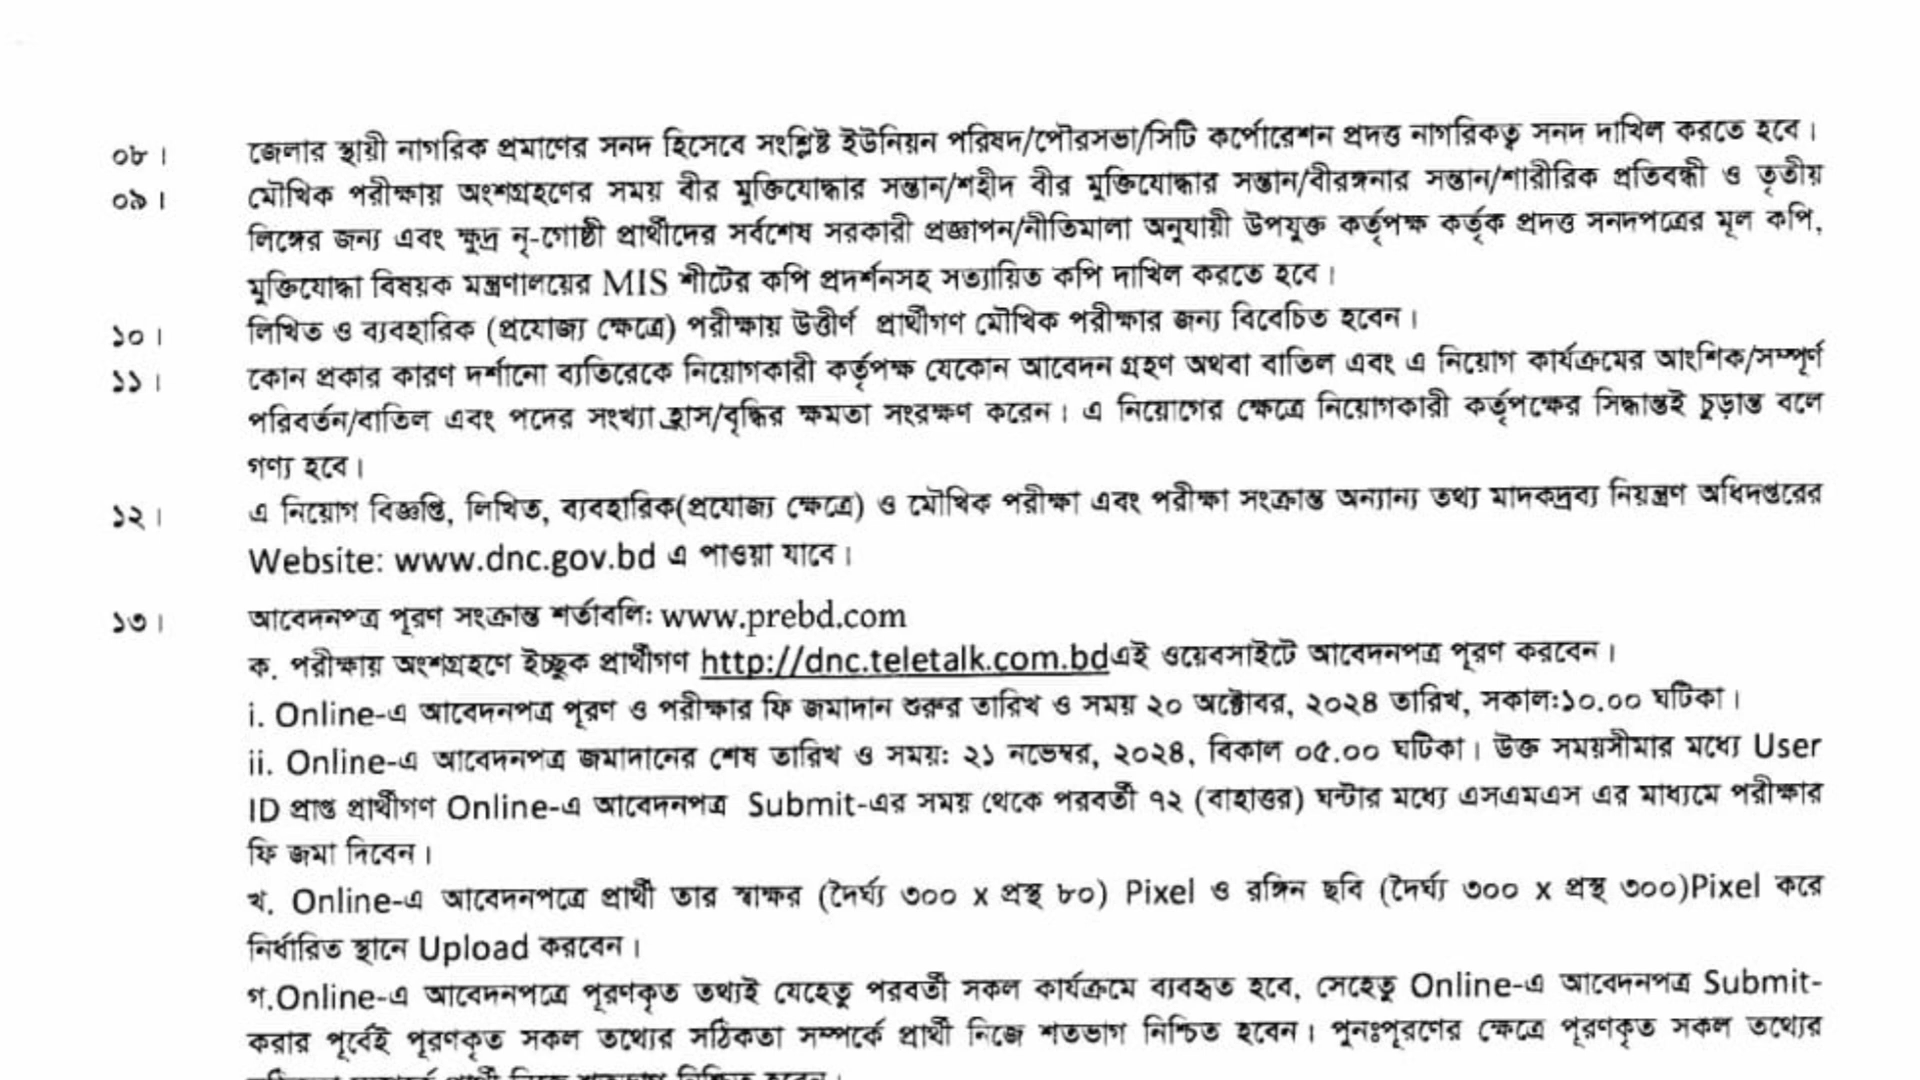 ০৮। জেলার স্থায়ী নাগরিক প্রমাণের সনদ হিসেবে সংশ্লিষ্ট ইউনিয়ন পরিষদ/পৌরসভা/সিটি কর্পোরেশন প্রদত্ত নাগরিকত্ব সনদ দাখিল করতে হবে।
০৯। মৌখিক পরীক্ষায় অংশগ্রহণের সময় বীর মুক্তিযোদ্ধার সন্তান/শহীদ বীর মুক্তিযোদ্ধার সন্তান/বীরঙ্গনার সন্তান/শারীরিক প্রতিবন্ধী ও তৃতীয়
লিঙ্গের জন্য এবং ক্ষুদ্র নৃ-গোষ্ঠী প্রার্থীদের সর্বশেষ সরকারী প্রজ্ঞাপন/নীতিমালা অনুযায়ী উপযুক্ত কর্তৃপক্ষ কর্তৃক প্রদত্ত সনদপত্রের মূল কপি,
মুক্তিযোদ্ধা বিষয়ক মন্ত্রণালয়ের MIS শীটের কপি প্রদর্শনসহ সত্যায়িত কপি দাখিল করতে হবে।
১০। লিখিত ও ব্যবহারিক (প্রযোজ্য ক্ষেত্রে) পরীক্ষায় উত্তীর্ণ প্রার্থীগণ মৌখিক পরীক্ষার জন্য বিবেচিত হবেন।
১১। কোন প্রকার কারণ দর্শানো ব্যতিরেকে নিয়োগকারী কর্তৃপক্ষ যেকোন আবেদন গ্রহণ অথবা বাতিল এবং এ নিয়োগ কার্যক্রমের আংশিক/সম্পূর্ণ
পরিবর্তন/বাতিল এবং পদের সংখ্যা হ্রাস/বৃদ্ধির ক্ষমতা সংরক্ষণ করেন। এ নিয়োগের ক্ষেত্রে নিয়োগকারী কর্তৃপক্ষের সিদ্ধান্তই চূড়ান্ত বলে
গণ্য হবে।
১২। এ নিয়োগ বিজ্ঞপ্তি, লিখিত, ব্যবহারিক(প্রযোজ্য ক্ষেত্রে) ও মৌখিক পরীক্ষা এবং পরীক্ষা সংক্রান্ত অন্যান্য তথ্য মাদকদ্রব্য নিয়ন্ত্রণ অধিদপ্তরের
Website: www.dnc.gov.bd এ পাওয়া যাবে।
১৩। আবেদনপত্র পূরণ সংক্রান্ত শর্তাবলি: www.prebd.com
ক. পরীক্ষায় অংশগ্রহণে ইচ্ছুক প্রার্থীগণ http://dnc.teletalk.com.bdএই ওয়েবসাইটে আবেদনপত্র পূরণ করবেন।
i. Online-এ আবেদনপত্র পূরণ ও পরীক্ষার ফি জমাদান শুরুর তারিখ ও সময় ২০ অক্টোবর, ২০২৪ তারিখ, সকাল:১০.০০ ঘটিকা।
ii. Online-এ আবেদনপত্র জমাদানের শেষ তারিখ ও সময়: ২১ নভেম্বর, ২০২৪, বিকাল ০৫.০০ ঘটিকা। উক্ত সময়সীমার মধ্যে User
ID প্রাপ্ত প্রার্থীগণ Online-এ আবেদনপত্র Submit-এর সময় থেকে পরবর্তী ৭২ (বাহাত্তর) ঘন্টার মধ্যে এসএমএস এর মাধ্যমে পরীক্ষার
ফি জমা দিবেন।
খ. Online-এ আবেদনপত্রে প্রার্থী তার স্বাক্ষর (দৈর্ঘ্য ৩০০ x প্রস্থ ৮০) Pixel ও রঙ্গিন ছবি (দৈর্ঘ্য ৩০০ x প্রস্থ ৩০০)Pixel করে
নির্ধারিত স্থানে Upload করবেন।
গ.Online-এ আবেদনপত্রে পূরণকৃত তথ্যই যেহেতু পরবর্তী সকল কার্যক্রমে ব্যবহৃত হবে, সেহেতু Online-এ আবেদনপত্র Submit-
করার পূর্বেই পূরণকৃত সকল তথ্যের সঠিকতা সম্পর্কে প্রার্থী নিজে শতভাগ নিশ্চিত হবেন। পুনঃপূরণের ক্ষেত্রে পূরণকৃত সকল তথ্যের